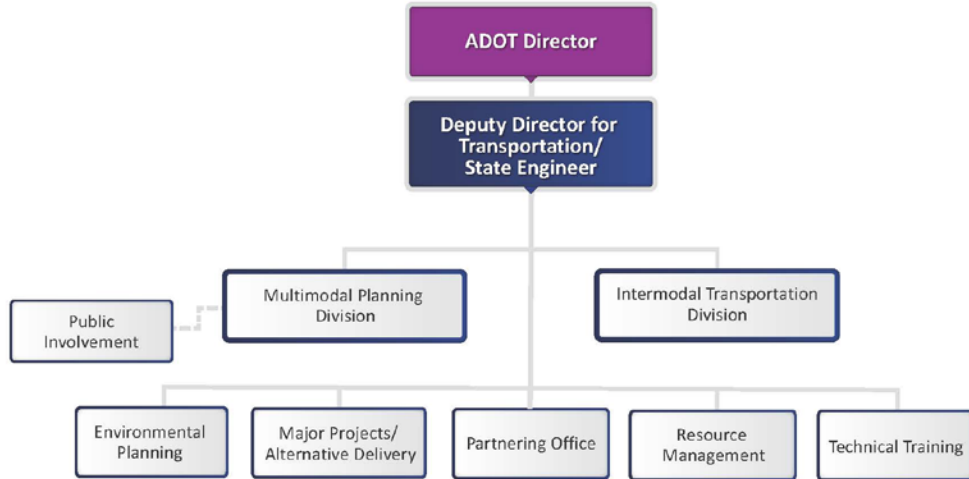 ADOT Director
Deputy Director for
Transportation/
State Engineer
Multimodal Planning
Division
Intermodal Transportation
Division
Public
Involvement
Environmental
Planning
Major Projects/
Alternative Delivery
Partnering Office
Resource
Management
Technical Training